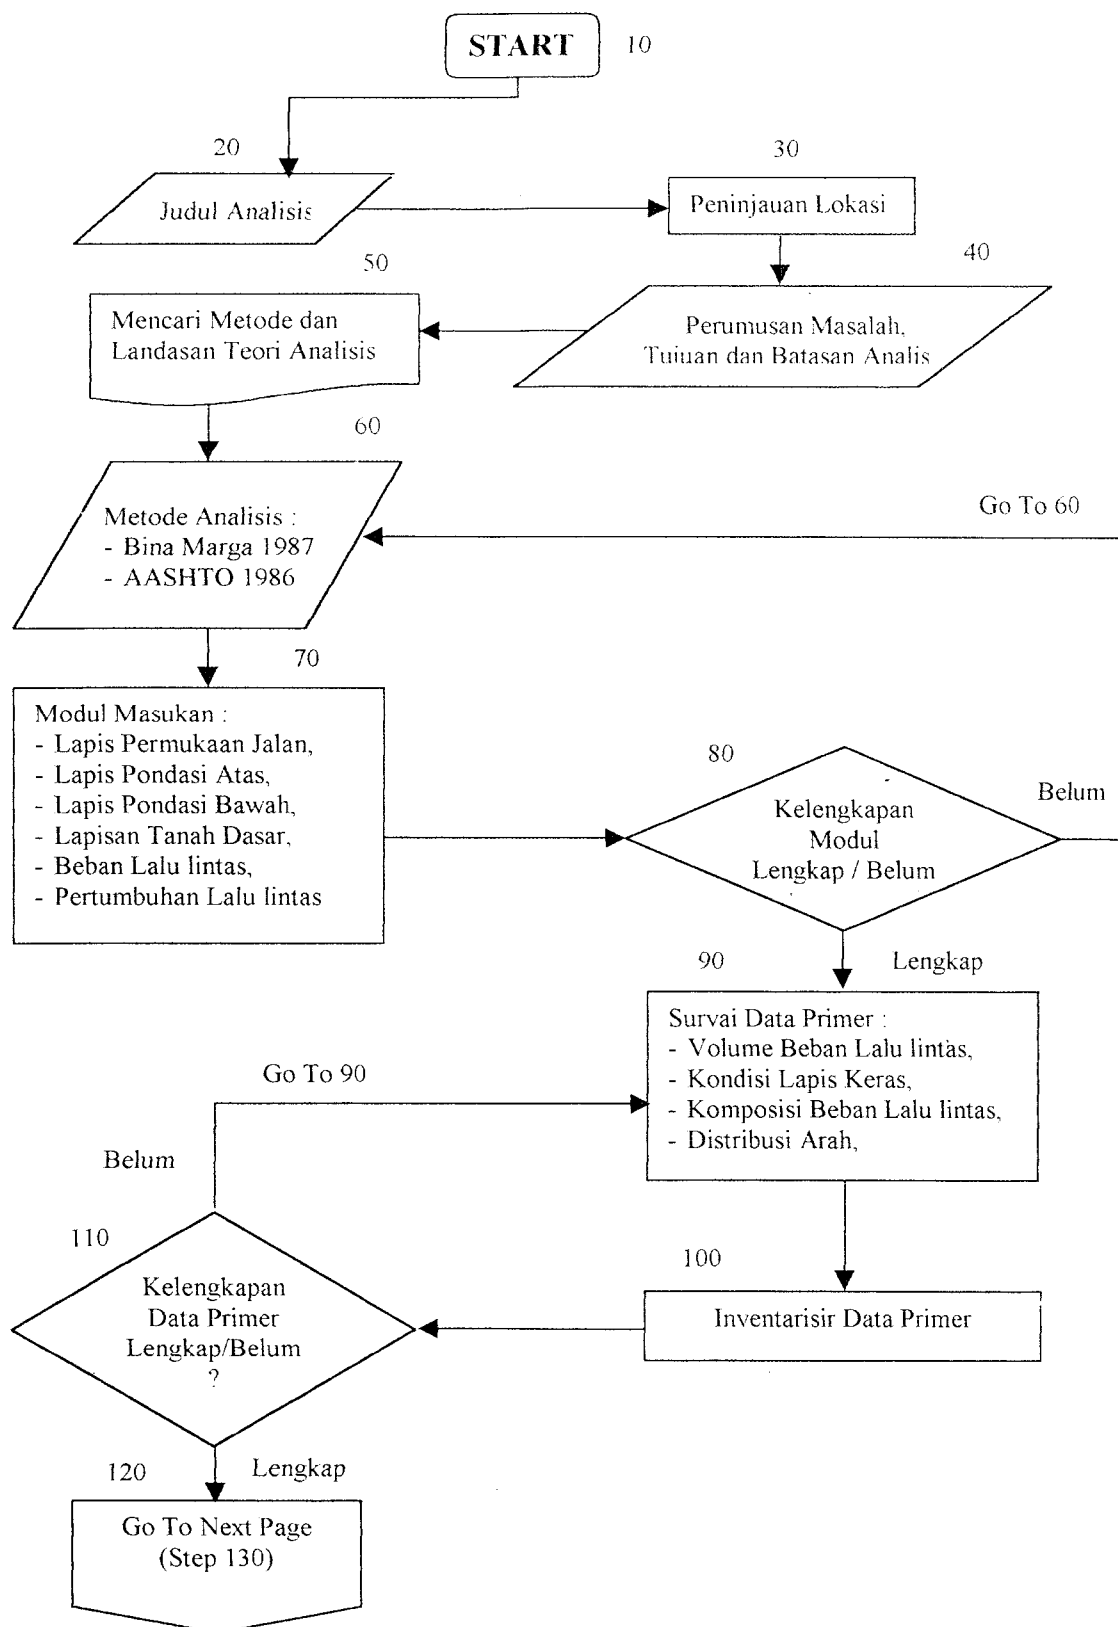 START
10
20
Judul Analisis
30
Peninjauan Lokasi
40
Perumusan Masalah,
Tujuan dan Batasan Analis
50
Mencari Metode dan
Landasan Teori Analisis
60
Metode Analisis :
- Bina Marga 1987
- AASHTO 1986
Go To 60
70
Modul Masukan :
- Lapis Permukaan Jalan,
- Lapis Pondasi Atas,
- Lapis Pondasi Bawah,
- Lapisan Tanah Dasar,
- Beban Lalu lintas,
- Pertumbuhan Lalu lintas
80
Kelengkapan
Modul
Lengkap / Belum
Belum
Lengkap
90
Survai Data Primer :
- Volume Beban Lalu lintas,
- Kondisi Lapis Keras,
- Komposisi Beban Lalu lintas,
- Distribusi Arah,
Go To 90
Belum
100
Inventarisir Data Primer
110
Kelengkapan
Data Primer
Lengkap/Belum
?
Lengkap
120
Go To Next Page
(Step 130)